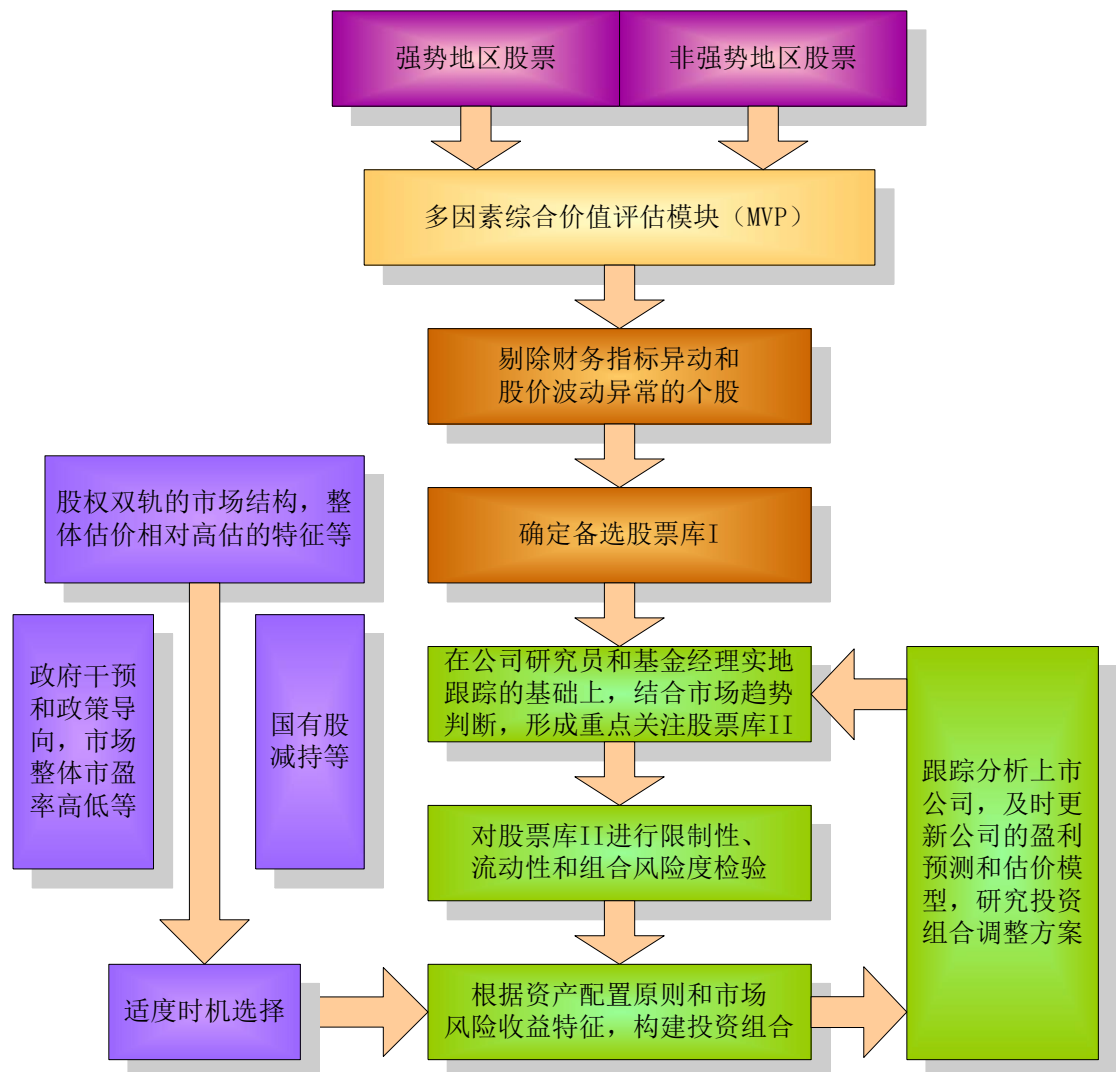 强势地区股票
非强势地区股票
多因素综合价值评估模块（MVP）
剔除财务指标异动和
股价波动异常的个股
确定备选股票库I
股权双轨的市场结构，整
体估价相对高估的特征等
政府干预
和政策导
向，市场
整体市盈
率高低等
国有股
减持等
适度时机选择
在公司研究员和基金经理实地
跟踪的基础上，结合市场趋势
判断，形成重点关注股票库II
对股票库II进行限制性、
流动性和组合风险度检验
根据资产配置原则和市场
风险收益特征，构建投资组合
跟踪分析上市
公司，及时更
新公司的盈利
预测和估价模
型，研究投资
组合调整方案